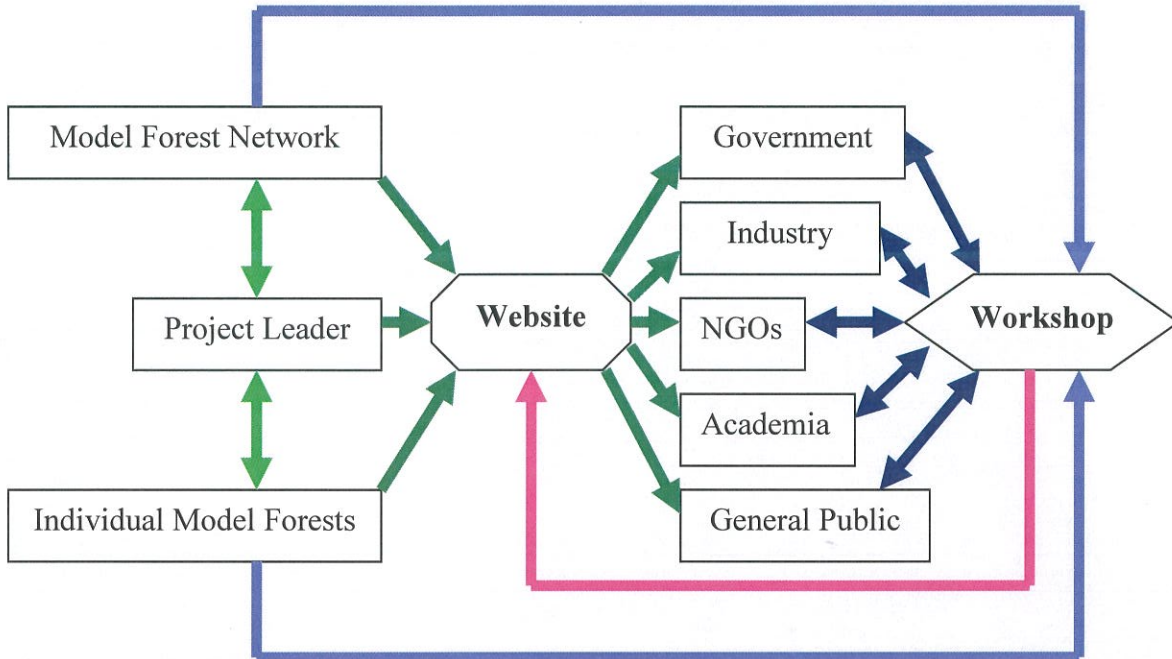 Model Forest Network
Project Leader
Individual Model Forests
Website
Government
Industry
NGOs
Academia
General Public
Workshop